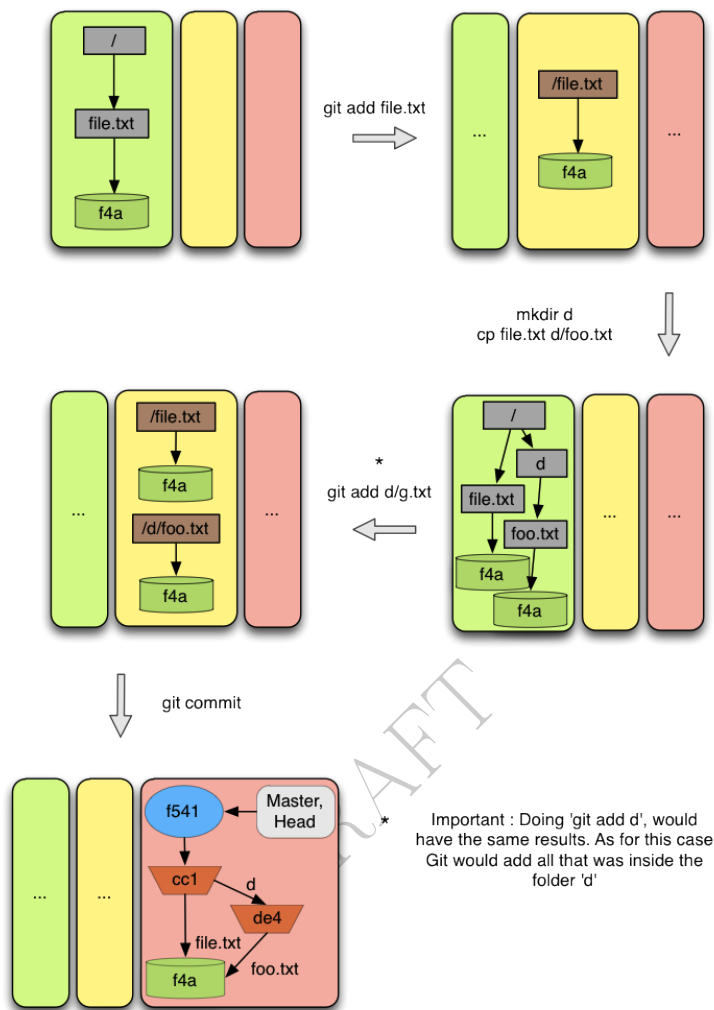 /
file.txt
f4a
git add file.txt
...
/file.txt
f4a
...
mkdir d
cp file.txt d/foo.txt
/
d
file.txt
foo.txt
f4a
f4a
...
...
*
git add d/g.txt
...
/file.txt
f4a
/d/foo.txt
f4a
...
git commit
...
...
f541
Master,
Head
cc1
d
de4
file.txt
foo.txt
f4a
*
Important : Doing 'git add d', would
have the same results. As for this case
Git would add all that was inside the
folder 'd'
RAFT